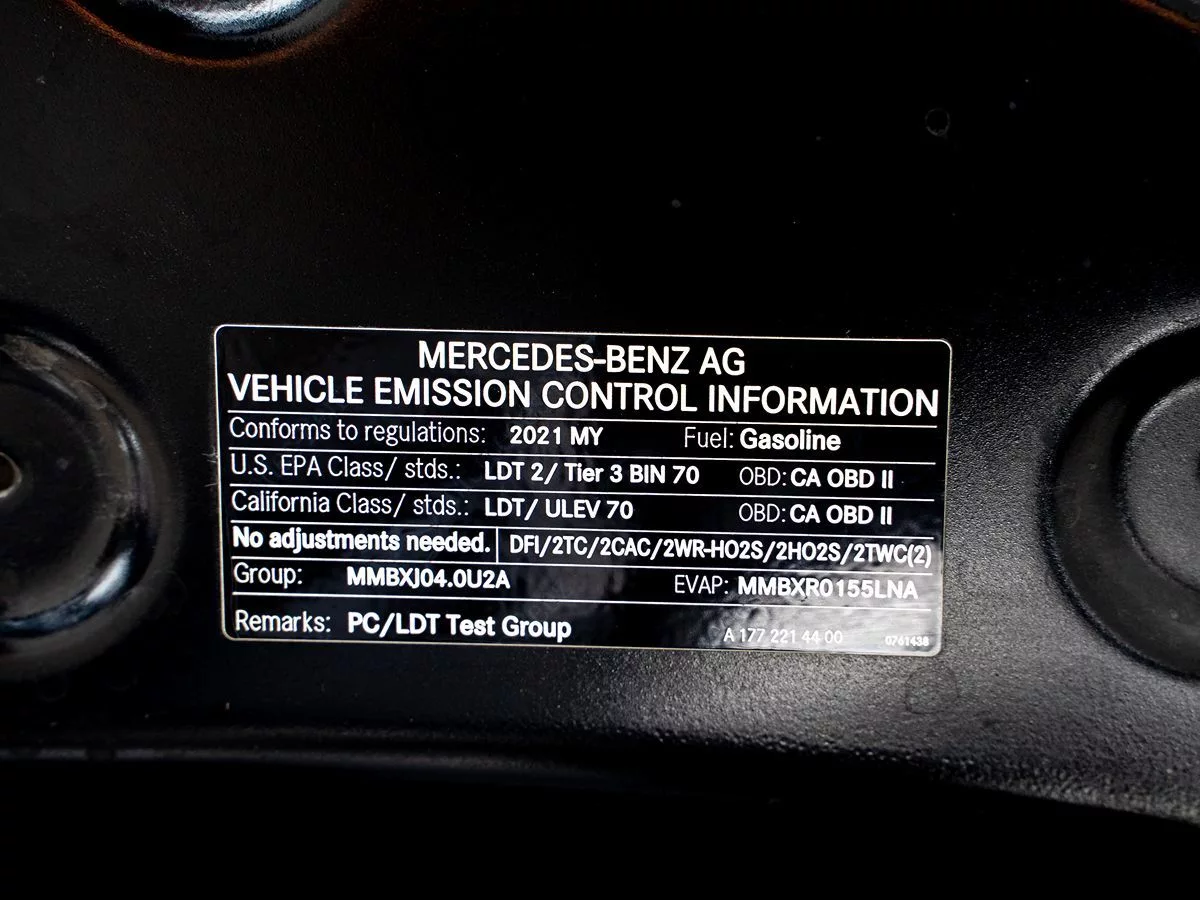 MERCEDES-BENZ AG
VEHICLE EMISSION CONTROL INFORMATION
Conforms to regulations: 2021 MY Fuel: Gasoline
U.S. EPA Class/ stds.: LDT 2/ Tier 3 BIN 70 OBD: CA OBD II
California Class/ stds.: LDT/ ULEV 70 OBD: CA OBD II
No adjustments needed. DFI/2TC/2CAC/2WR-HO2S/2HO2S/2TWC(2)
Group: MMBXJ04.0U2A EVAP: MMBXR0155LNA
Remarks: PC/LDT Test Group A 177 221 44 00 0761438